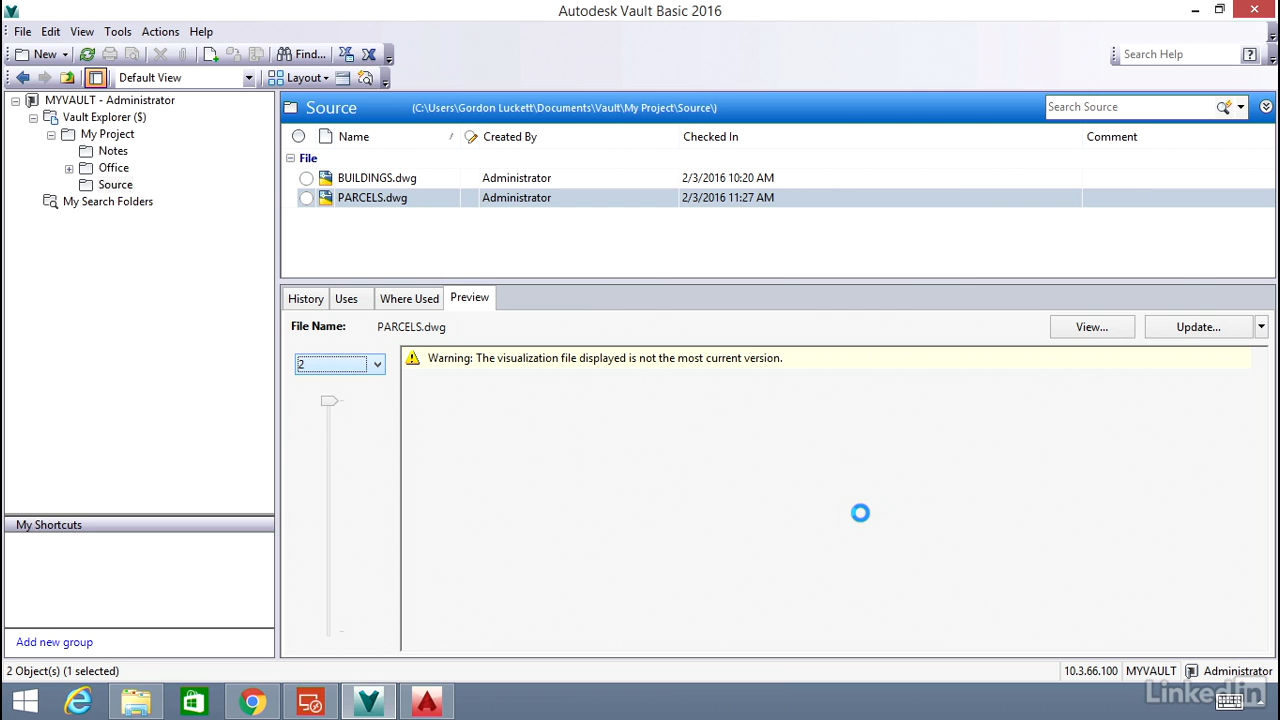 Autodesk Vault Basic 2016
File Edit View Tools Actions Help
New Find... Search Help
Default View Layout
MYVAULT - Administrator
Vault Explorer ($)
My Project
Notes
Office
Source
My Search Folders
Source (C:\Users\Gordon Luckett\Documents\Vault\My Project\Source\) Search Source
Name Created By Checked In Comment
File
BUILDINGS.dwg Administrator 2/3/2016 10:20 AM
PARCELS.dwg Administrator 2/3/2016 11:27 AM
History Uses Where Used Preview
File Name: PARCELS.dwg View... Update...
2 Warning: The visualization file displayed is not the most current version.
My Shortcuts
Add new group
2 Object(s) (1 selected) 10.3.66.100 MYVAULT Administrator
LinkedIn